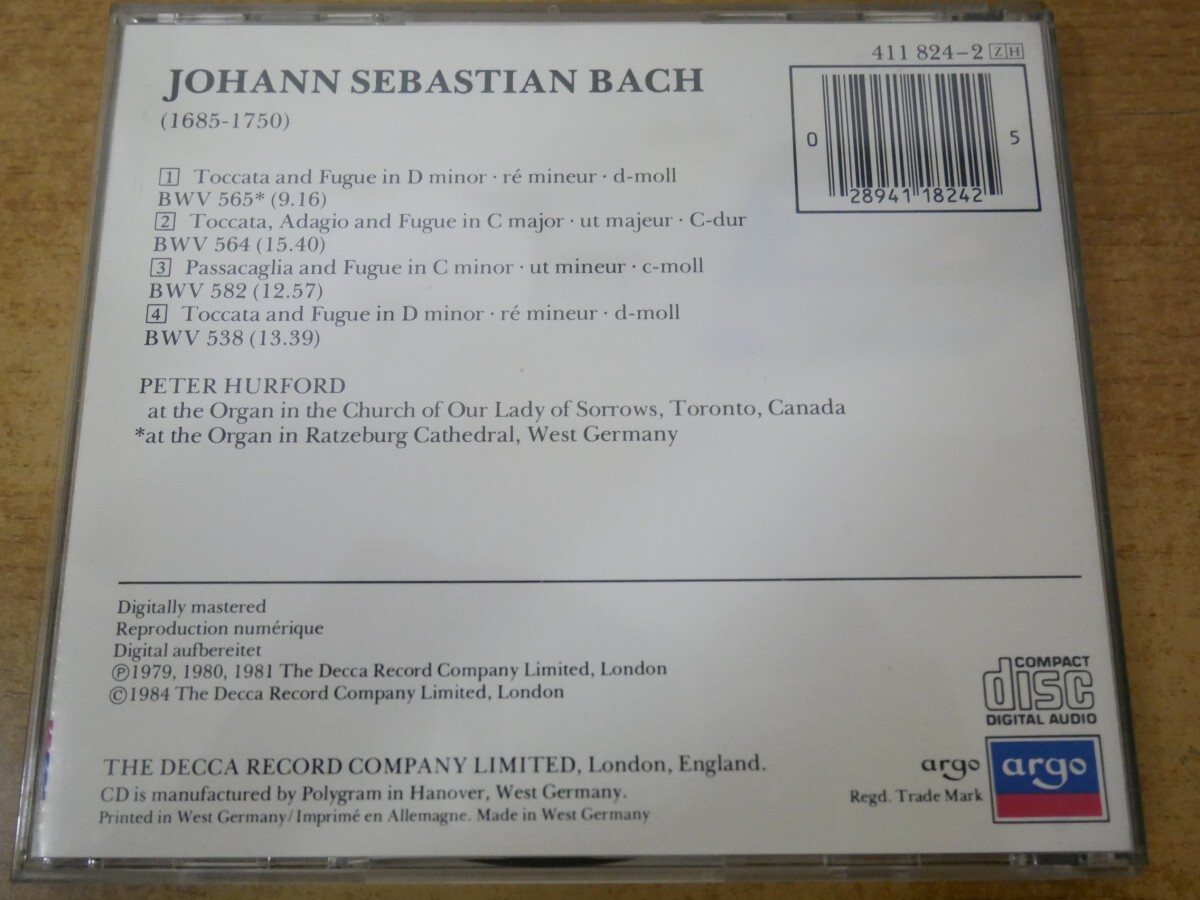 411 824-2 ZH
JOHANN SEBASTIAN BACH
(1685-1750)
0 28941 18242 5
1 Toccata and Fugue in D minor · ré mineur · d-moll
BWV 565* (9.16)
2 Toccata, Adagio and Fugue in C major · ut majeur · C-dur
BWV 564 (15.40)
3 Passacaglia and Fugue in C minor · ut mineur · c-moll
BWV 582 (12.57)
4 Toccata and Fugue in D minor · ré mineur · d-moll
BWV 538 (13.39)
PETER HURFORD
at the Organ in the Church of Our Lady of Sorrows, Toronto, Canada
*at the Organ in Ratzeburg Cathedral, West Germany
Digitally mastered
Reproduction numérique
Digital aufbereitet
℗1979, 1980, 1981 The Decca Record Company Limited, London
©1984 The Decca Record Company Limited, London
COMPACT
disc
DIGITAL AUDIO
THE DECCA RECORD COMPANY LIMITED, London, England.
CD is manufactured by Polygram in Hanover, West Germany.
Printed in West Germany/Imprimé en Allemagne. Made in West Germany
argo
Regd. Trade Mark
argo